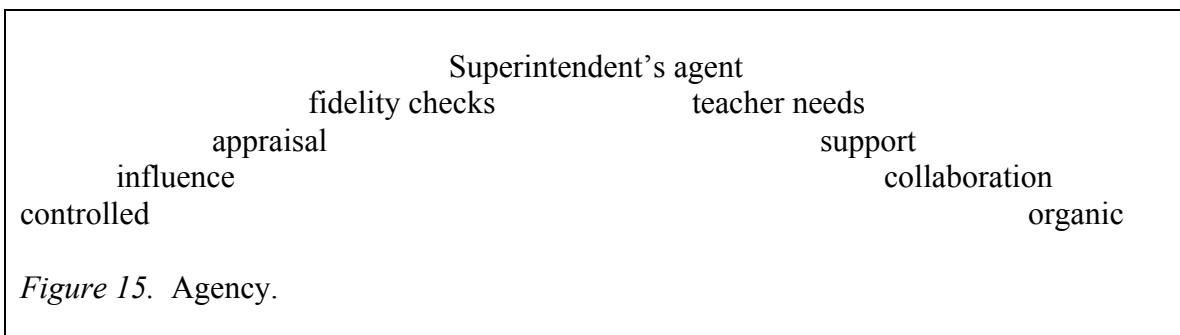 Superintendent’s agent
fidelity checks teacher needs
appraisal support
influence collaboration
controlled organic
Figure 15. Agency.